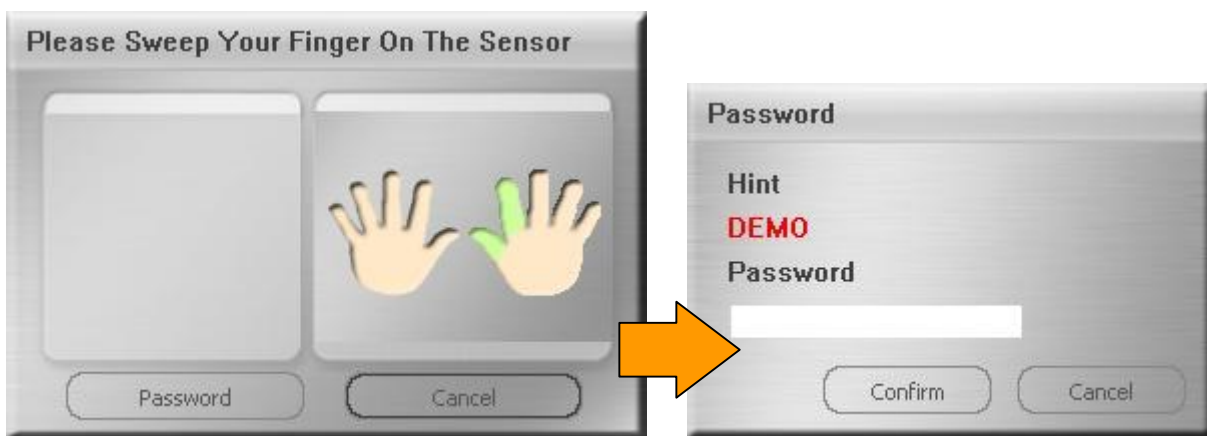 Please Sweep Your Finger On The Sensor
Password Cancel
Password
Hint
DEMO
Password
Confirm Cancel